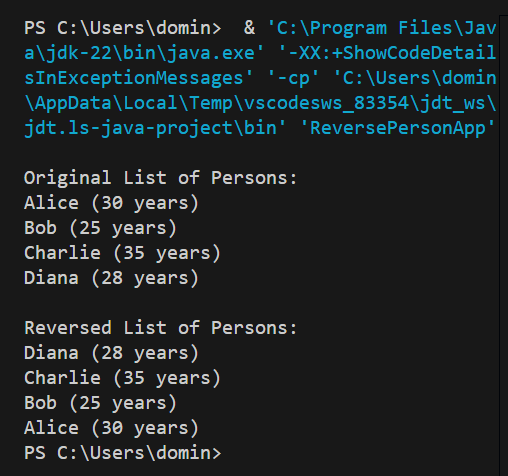 PS C:\Users\domin>  & 'C:\Program Files\Jav
a\jdk-22\bin\java.exe' '-XX:+ShowCodeDetail
sInExceptionMessages' '-cp' 'C:\Users\domin
\AppData\Local\Temp\vscodesws_83354\jdt_ws\
jdt.ls-java-project\bin' 'ReversePersonApp'

Original List of Persons:
Alice (30 years)
Bob (25 years)
Charlie (35 years)
Diana (28 years)

Reversed List of Persons:
Diana (28 years)
Charlie (35 years)
Bob (25 years)
Alice (30 years)
PS C:\Users\domin>